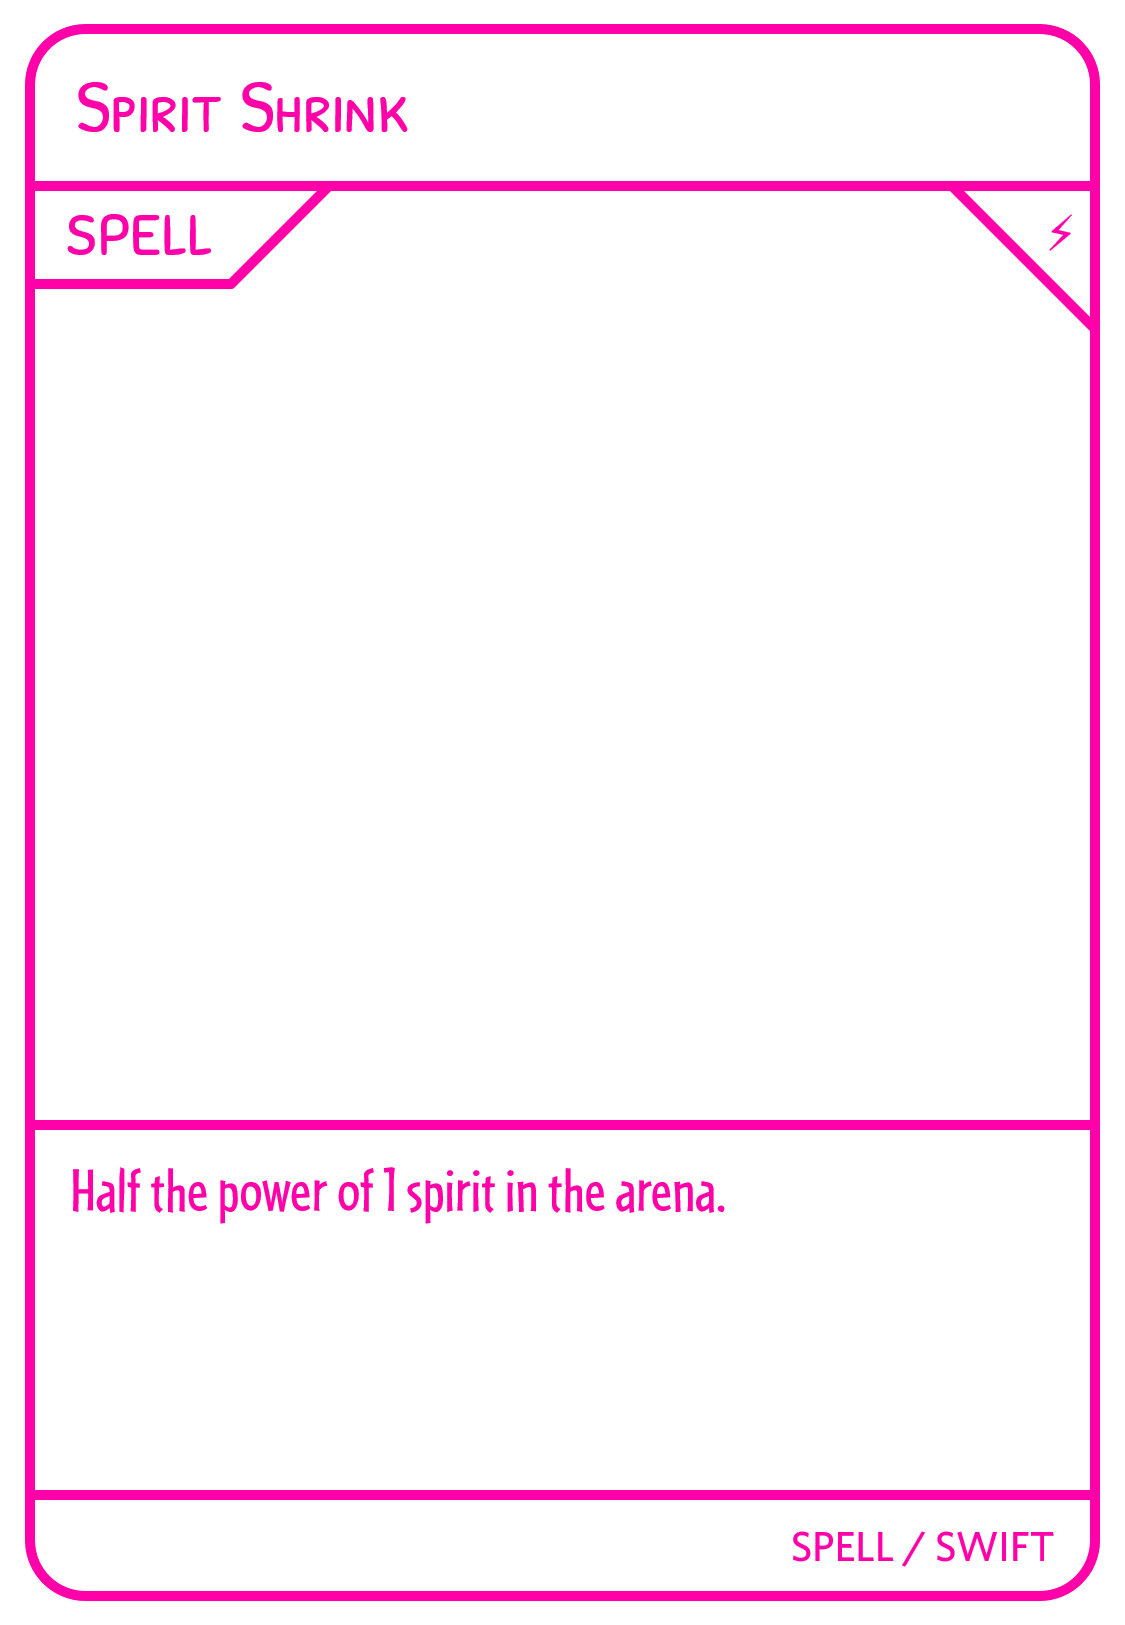 Spirit Shrink
SPELL
⚡
Half the power of 1 spirit in the arena.
SPELL / SWIFT